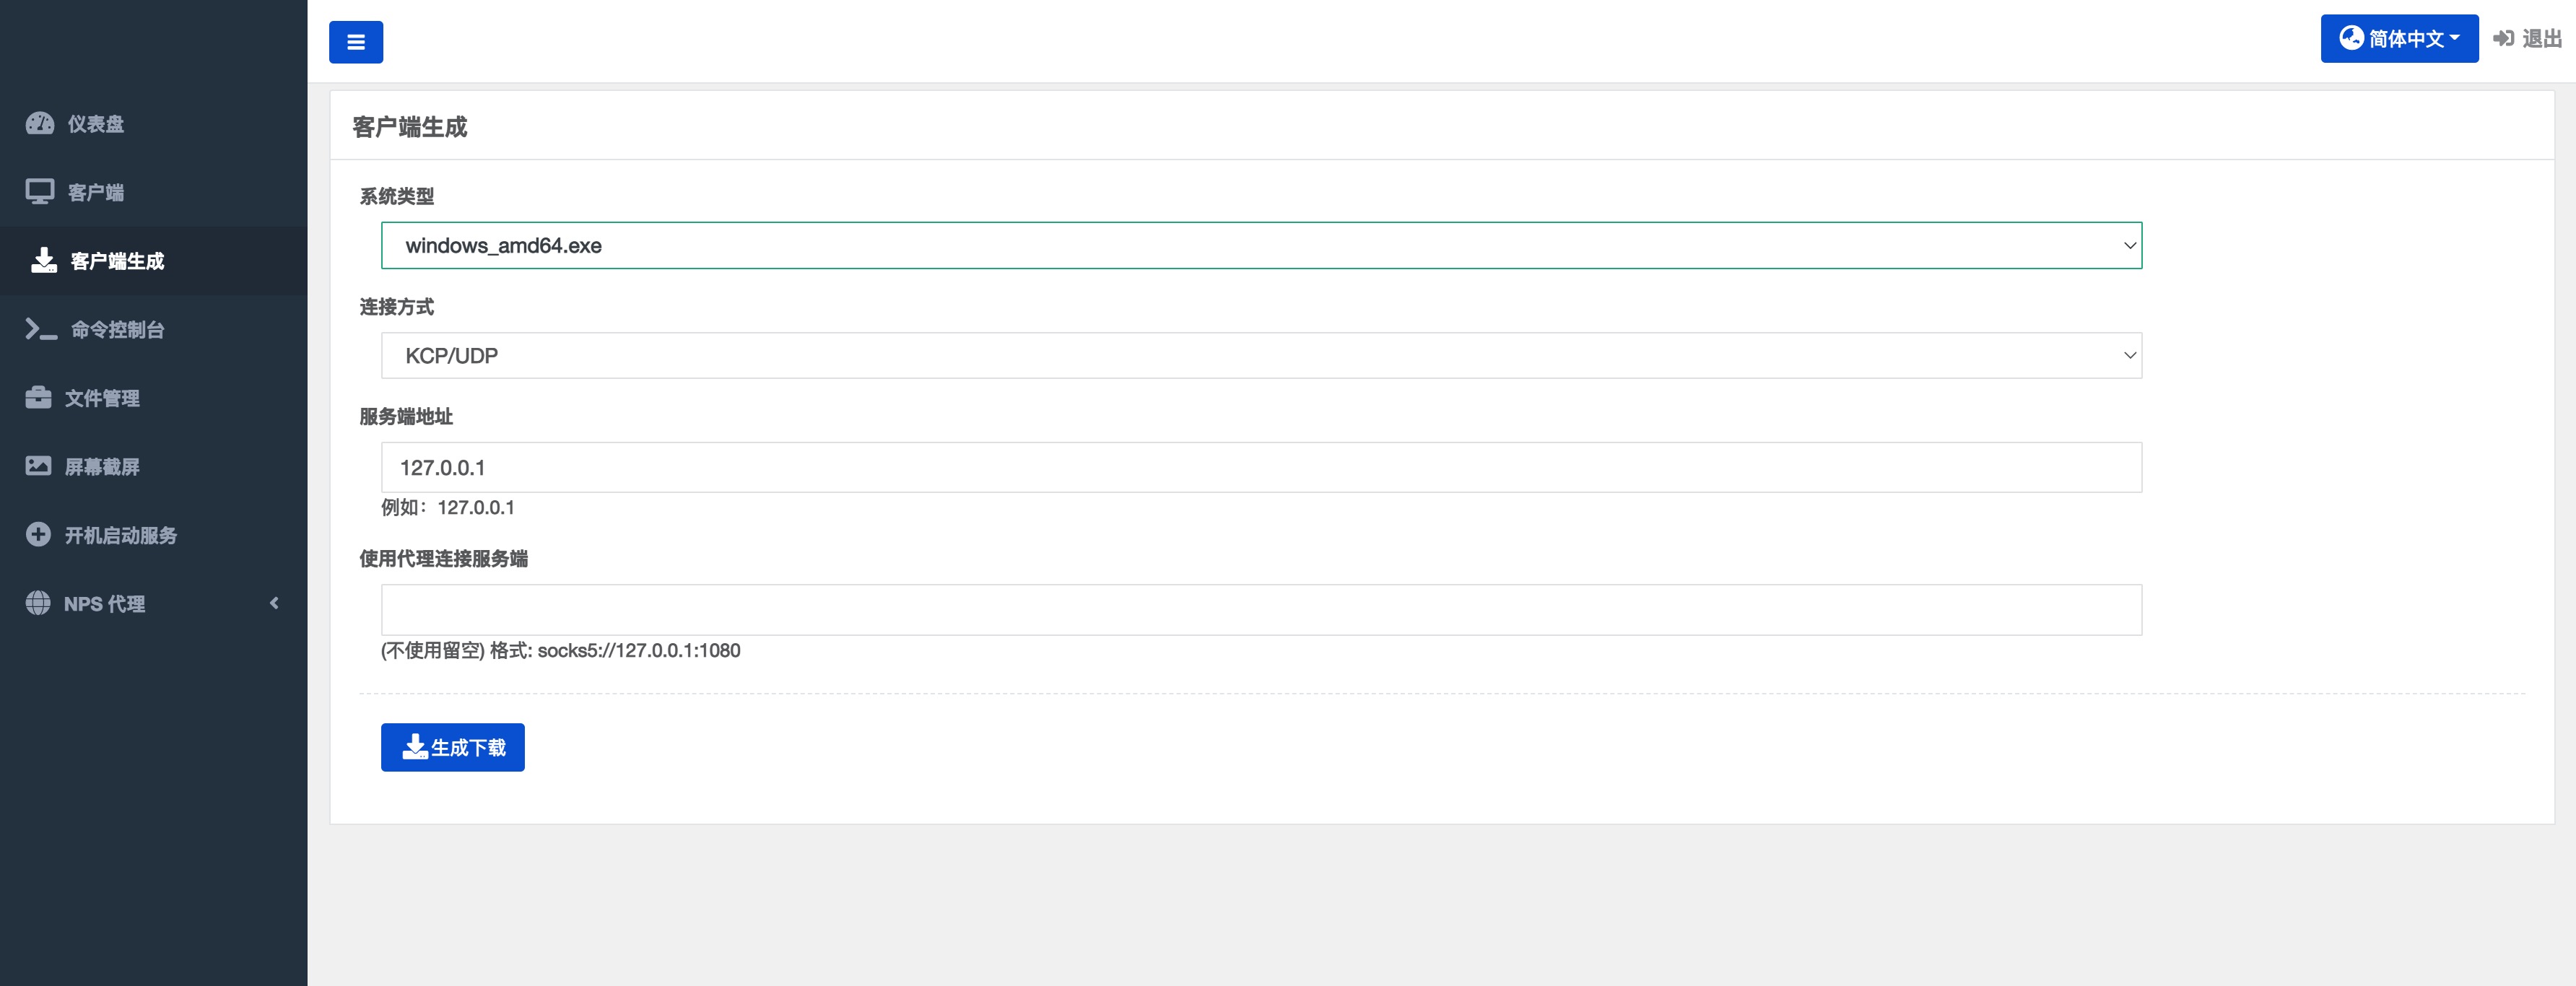 简体中文
退出
仪表盘
客户端
客户端生成
命令控制台
文件管理
屏幕截屏
开机启动服务
NPS 代理
客户端生成
系统类型
windows_amd64.exe
连接方式
KCP/UDP
服务端地址
127.0.0.1
例如：127.0.0.1
使用代理连接服务端
(不使用留空) 格式: socks5://127.0.0.1:1080
生成下载